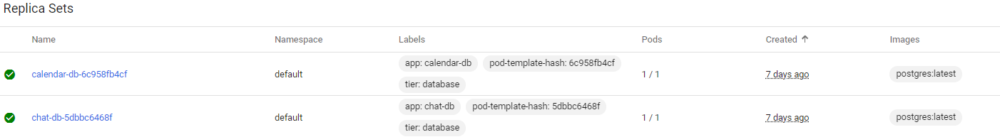 Replica Sets
Name Namespace Labels Pods Created ↑ Images
calendar-db-6c958fb4cf default app: calendar-db pod-template-hash: 6c958fb4cf tier: database 1 / 1 7 days ago postgres:latest
chat-db-5dbbc6468f default app: chat-db pod-template-hash: 5dbbc6468f tier: database 1 / 1 7 days ago postgres:latest